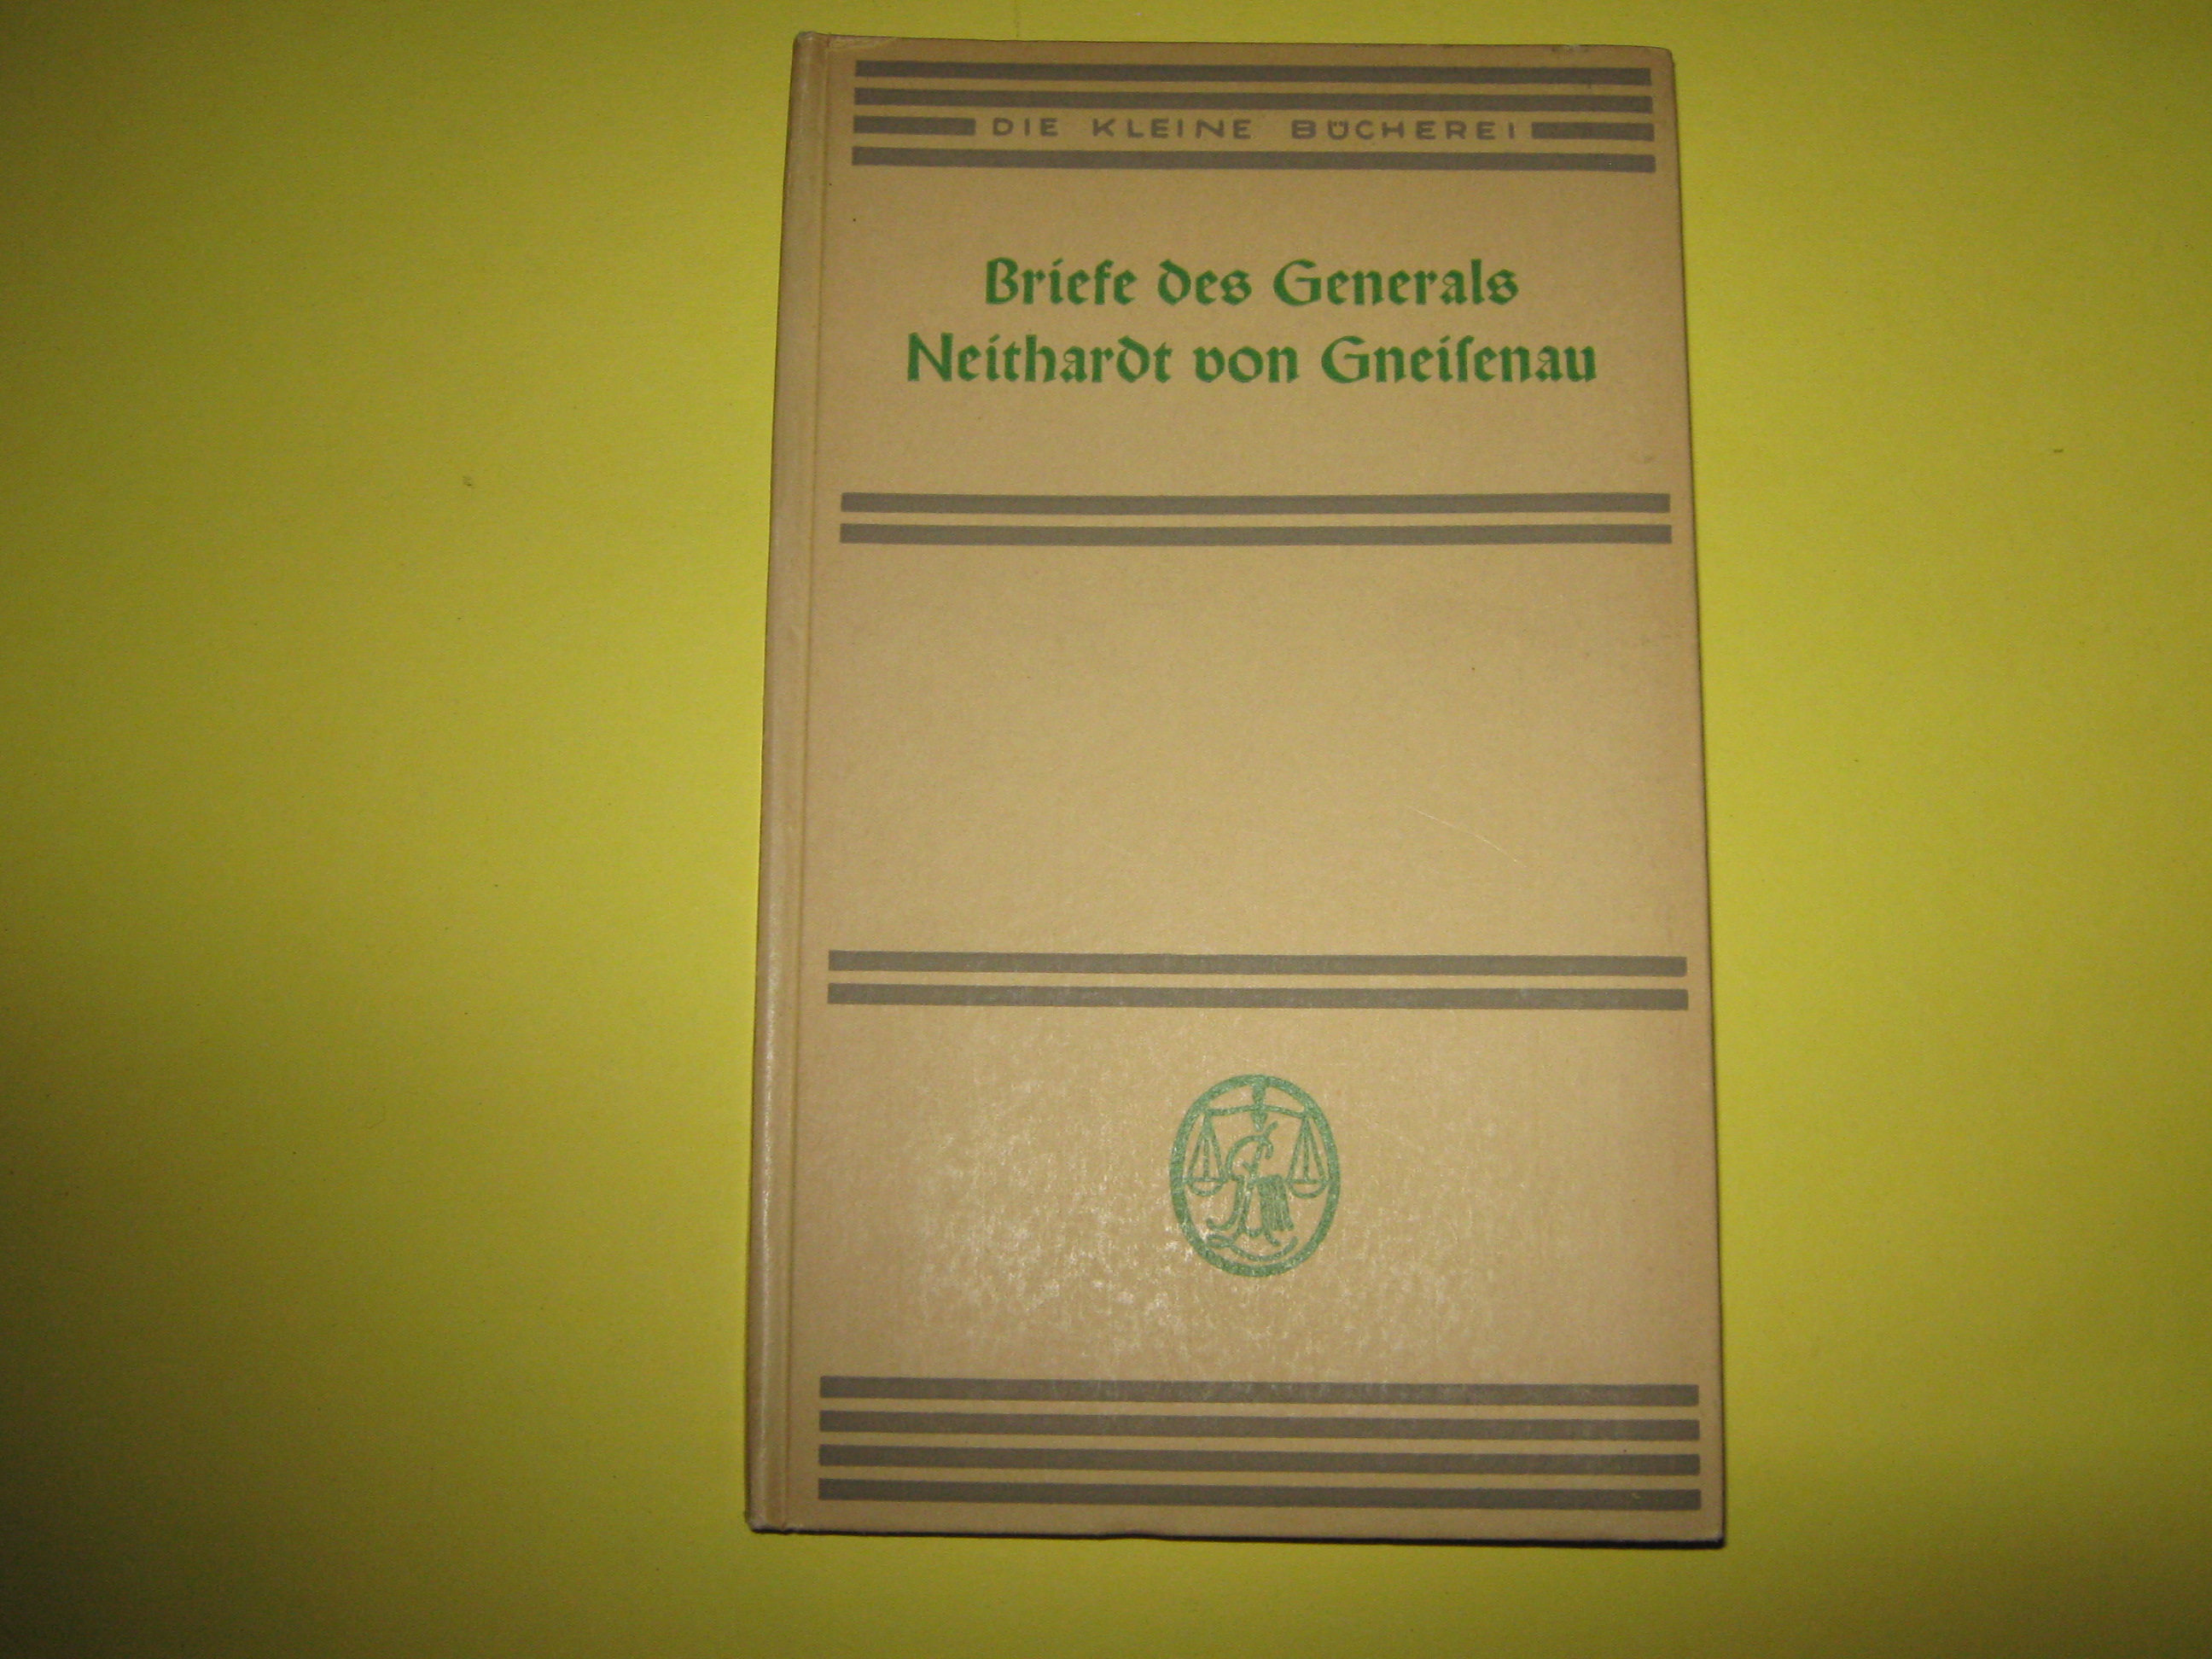 DIE KLEINE BÜCHEREI
Briefe des Generals
Neithardt von Gneiſenau